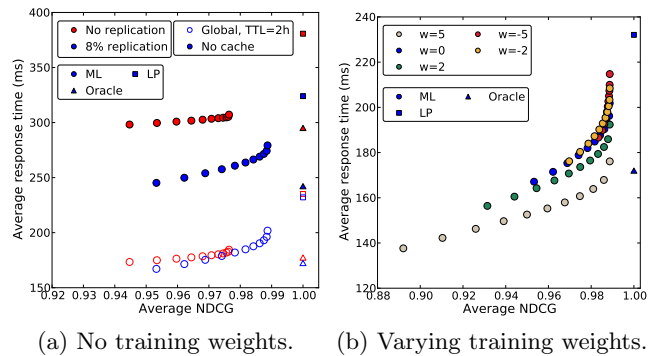 (a)
(b)
400
350
300
250
200
150
Average response time (ms)
No replication
8% replication
Global, TTL=2h
No cache
ML
LP
Oracle
0.92 0.93 0.94 0.95 0.96 0.97 0.98 0.99 1.00
Average NDCG
(a) No training weights.
240
220
200
180
160
140
120
Average response time (ms)
w=5
w=-5
w=0
w=-2
w=2
ML
Oracle
LP
0.88 0.90 0.92 0.94 0.96 0.98 1.00
Average NDCG
(b) Varying training weights.